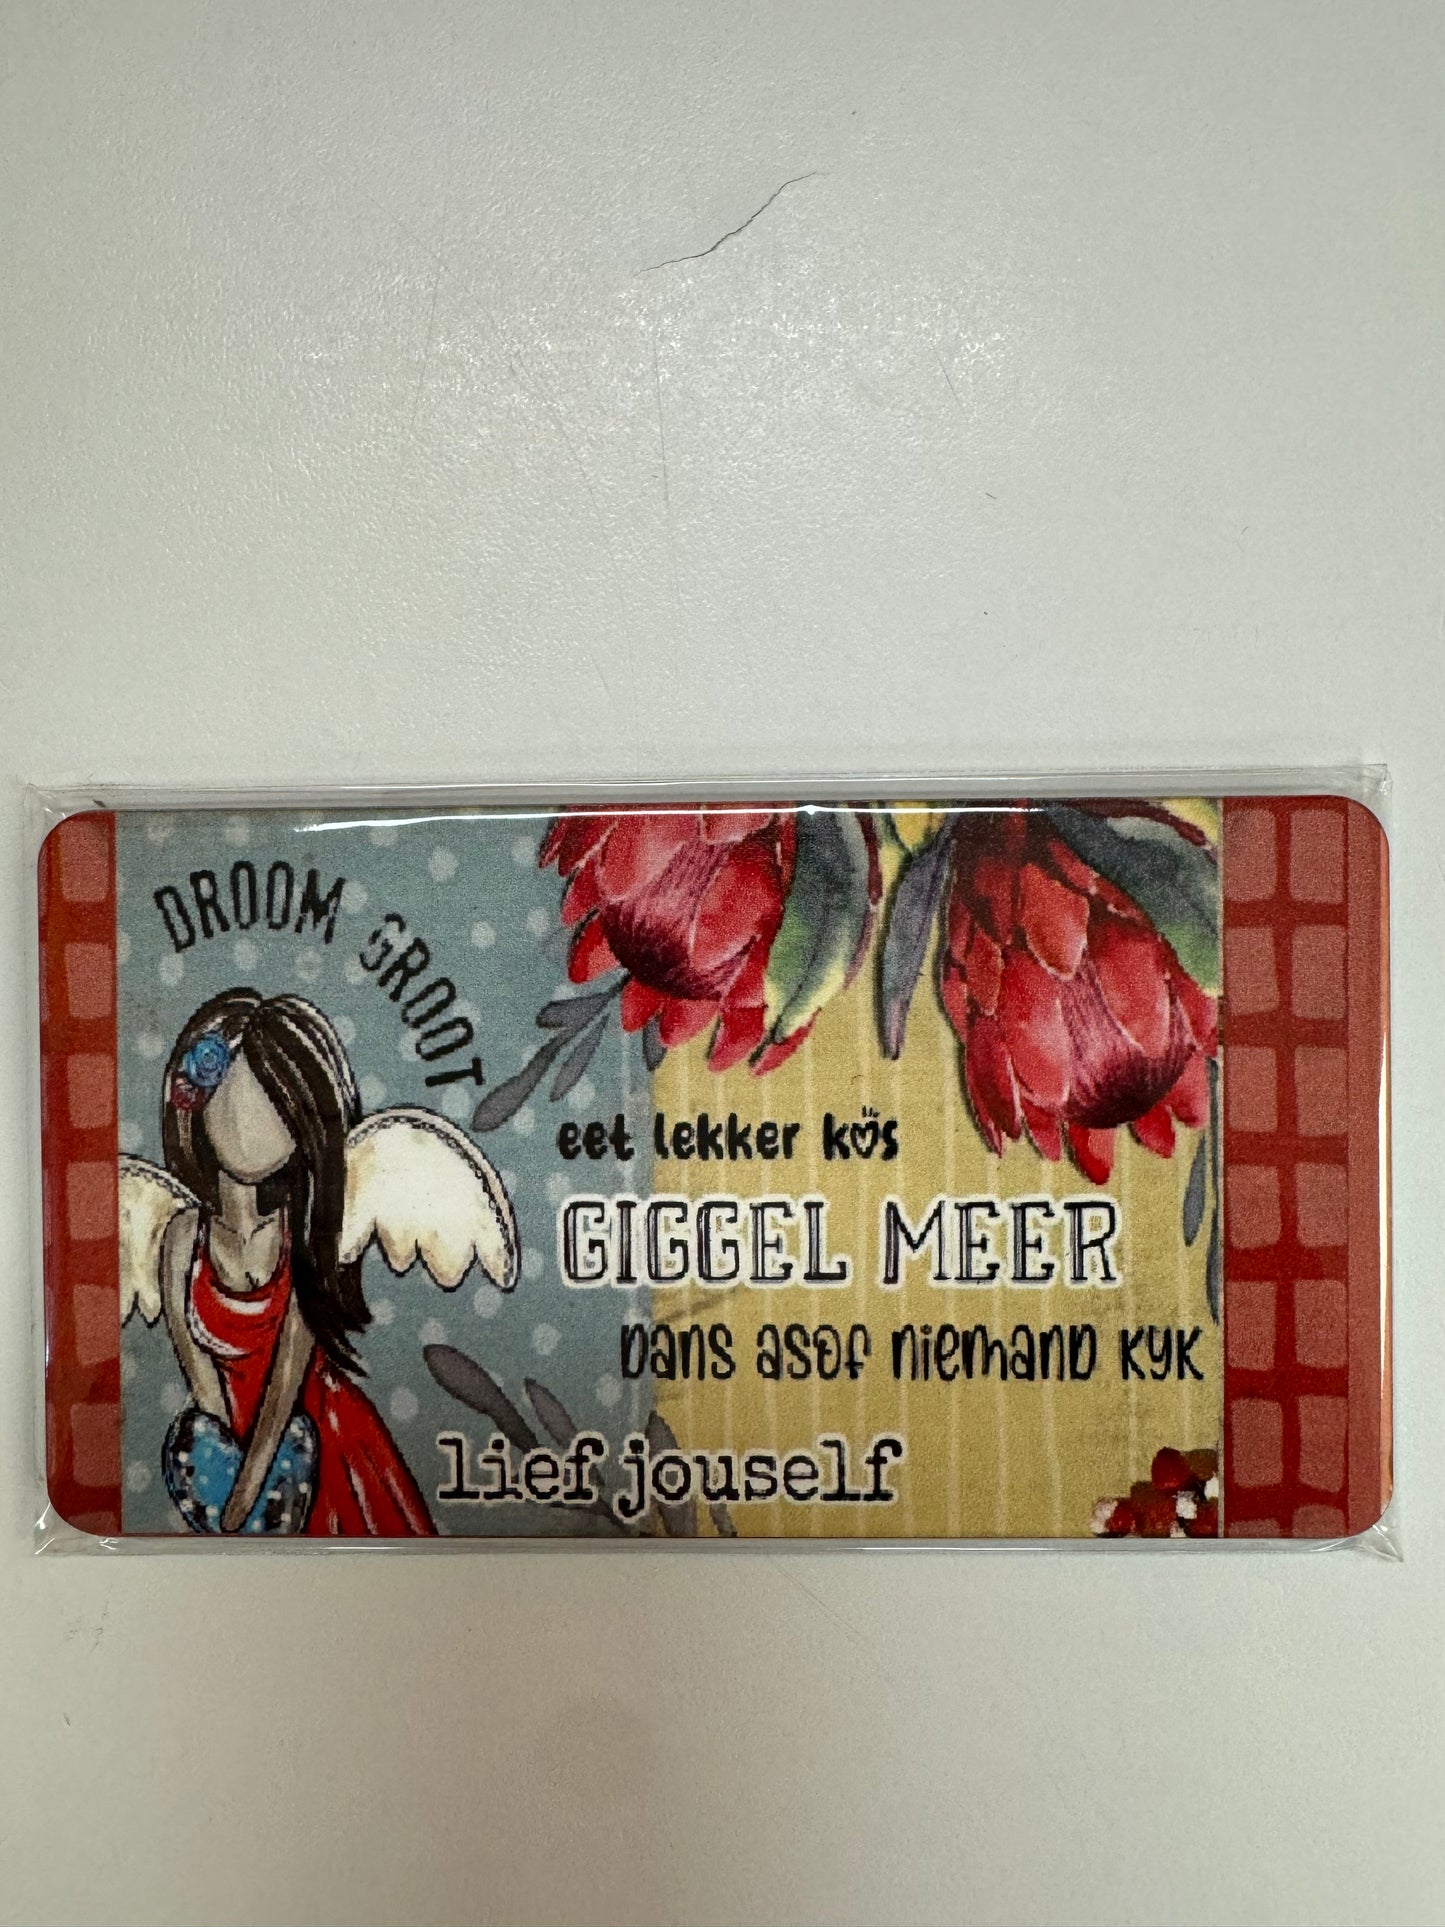 DROOM GROOT
eet lekker kos
GIGGEL MEER
Dans asof niemand kyk
lief jouself